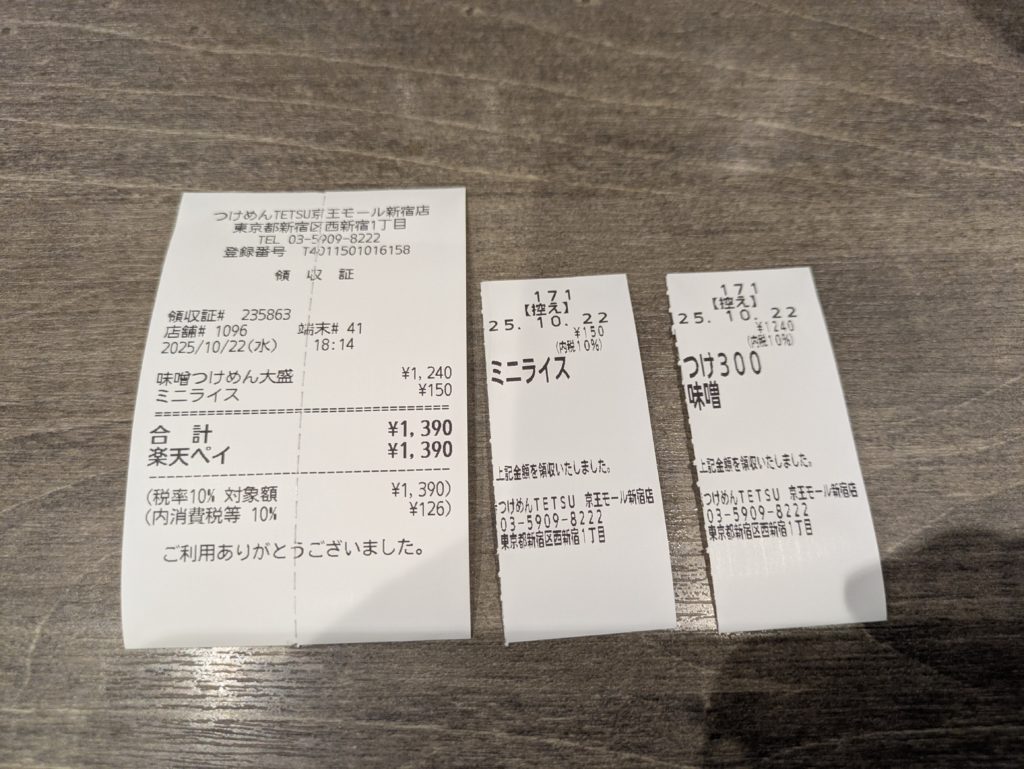 つけめんTETSU京王モール新宿店
東京都新宿区西新宿1丁目
TEL 03-5909-8222
登録番号 T4011501016158
領 収 証
領収証# 235863
店舗# 1096 端末# 41
2025/10/22(水) 18:14
味噌つけめん大盛 ¥1,240
ミニライス ¥150
合 計 ¥1,390
楽天ペイ ¥1,390
(税率10% 対象額 ¥1,390)
(内消費税等 10% ¥126)
ご利用ありがとうございました。
171
【控え】
25.10.22
¥150
(内税10%)
ミニライス
上記金額を領収いたしました。
つけめんTETSU 京王モール新宿店
03-5909-8222
東京都新宿区西新宿1丁目
171
【控え】
25.10.22
¥1240
(内税10%)
つけ300
味噌
上記金額を領収いたしました。
つけめんTETSU 京王モール新宿店
03-5909-8222
東京都新宿区西新宿1丁目